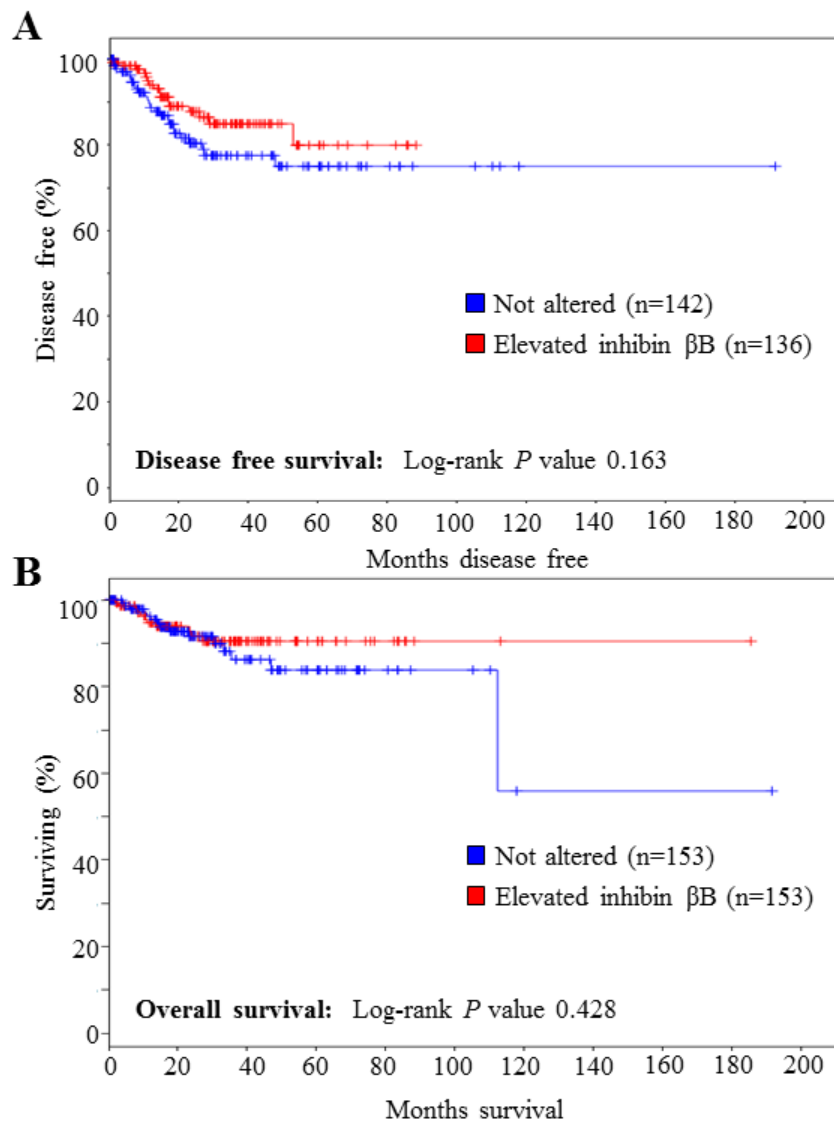 A
100
80
60
40
20
0
Disease free (%)
Not altered (n=142)
Elevated inhibin βB (n=136)
Disease free survival: Log-rank P value 0.163
0 20 40 60 80 100 120 140 160 180 200
Months disease free
B
100
80
60
40
20
0
Surviving (%)
Not altered (n=153)
Elevated inhibin βB (n=153)
Overall survival: Log-rank P value 0.428
0 20 40 60 80 100 120 140 160 180 200
Months survival